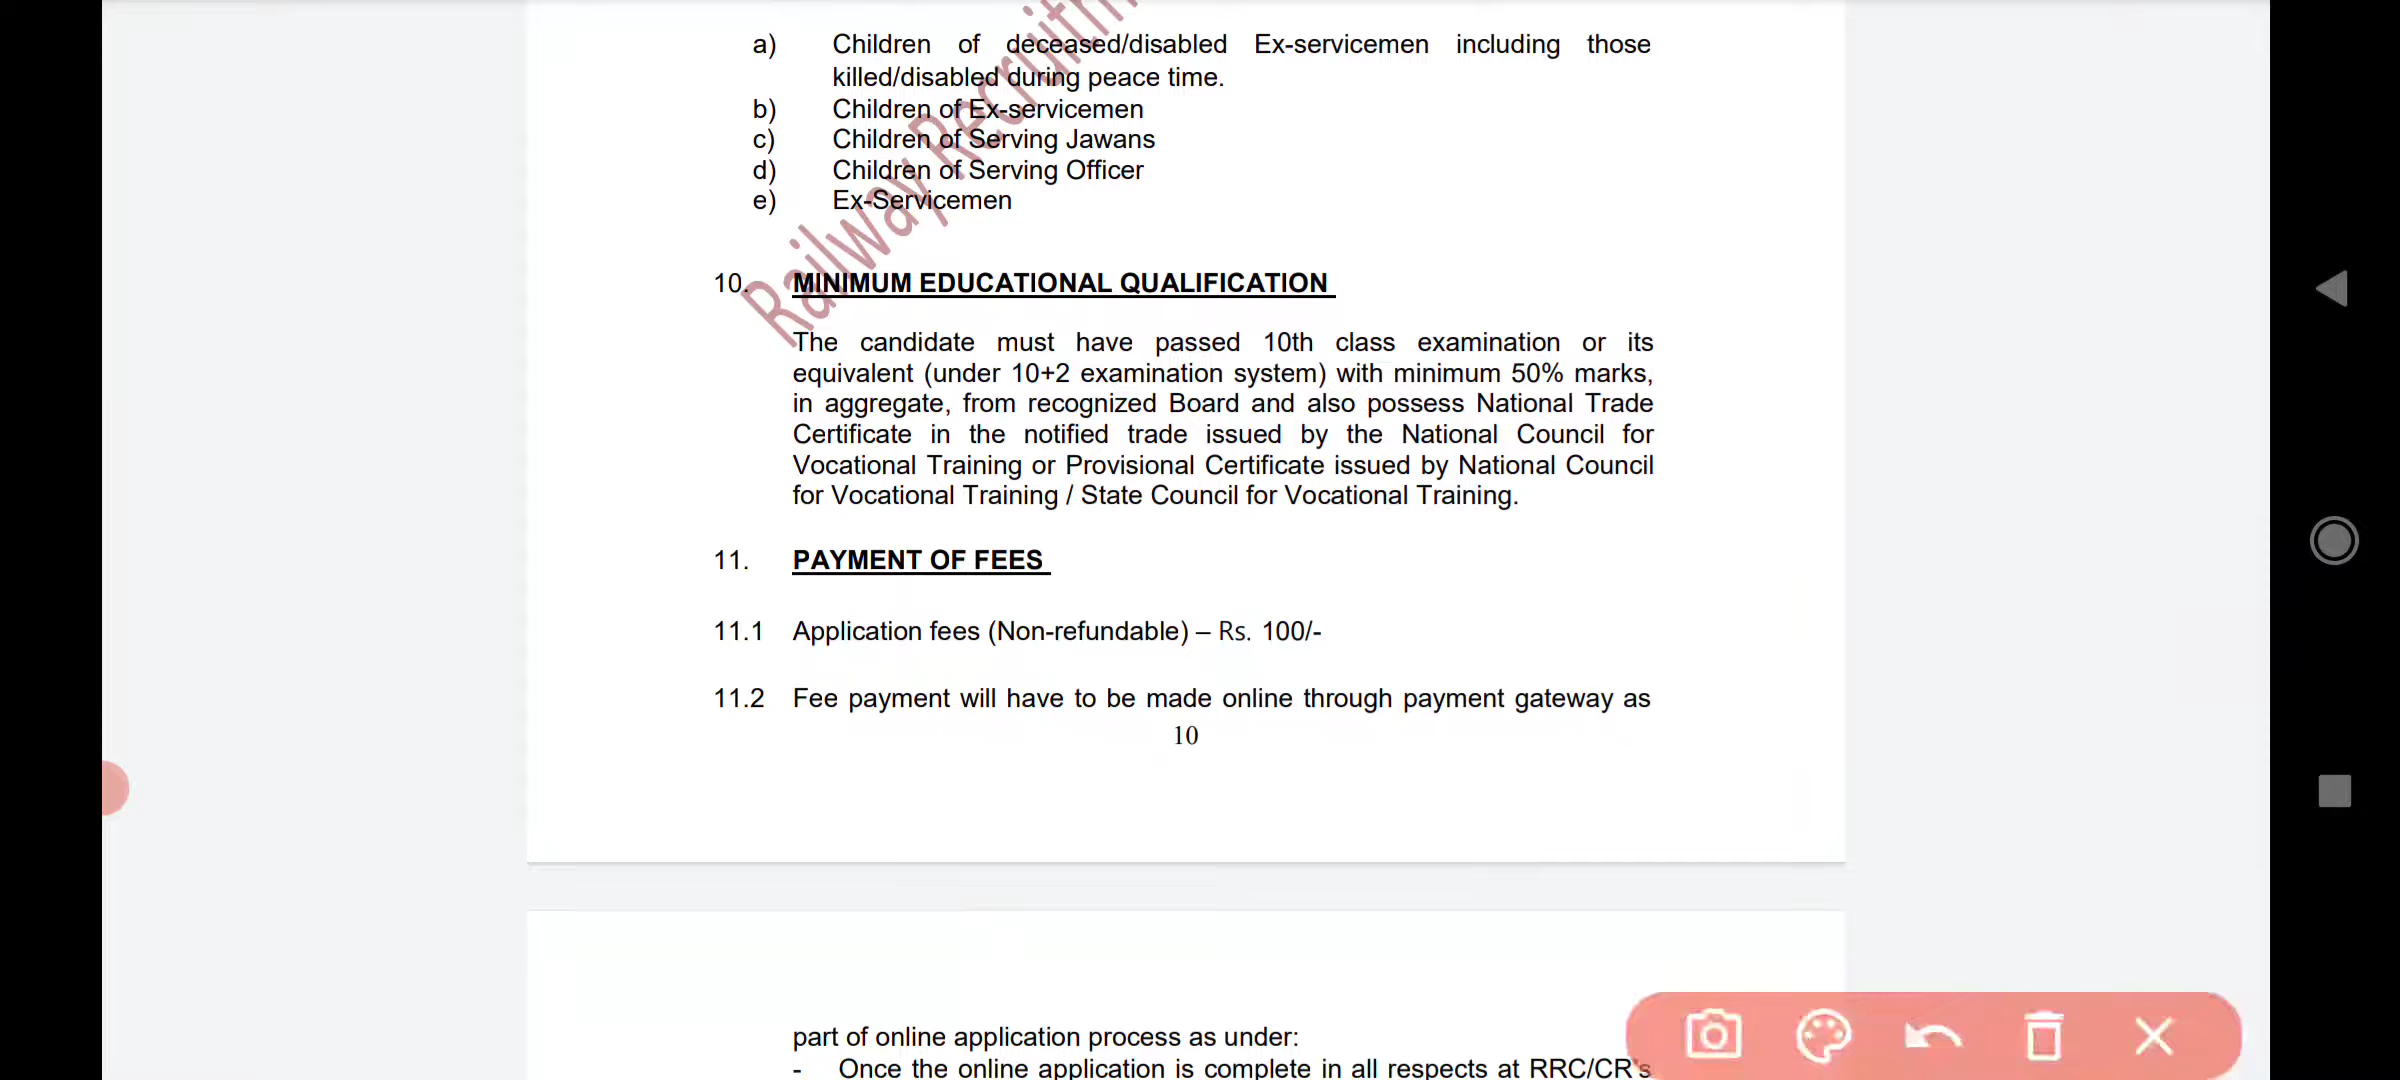 a) Children of deceased/disabled Ex-servicemen including those
killed/disabled during peace time.
b) Children of Ex-servicemen
c) Children of Serving Jawans
d) Children of Serving Officer
e) Ex-Servicemen
Railway Recruitm
10. MINIMUM EDUCATIONAL QUALIFICATION
The candidate must have passed 10th class examination or its
equivalent (under 10+2 examination system) with minimum 50% marks,
in aggregate, from recognized Board and also possess National Trade
Certificate in the notified trade issued by the National Council for
Vocational Training or Provisional Certificate issued by National Council
for Vocational Training / State Council for Vocational Training.
11. PAYMENT OF FEES
11.1 Application fees (Non-refundable) – Rs. 100/-
11.2 Fee payment will have to be made online through payment gateway as
10
part of online application process as under:
- Once the online application is complete in all respects at RRC/CR's